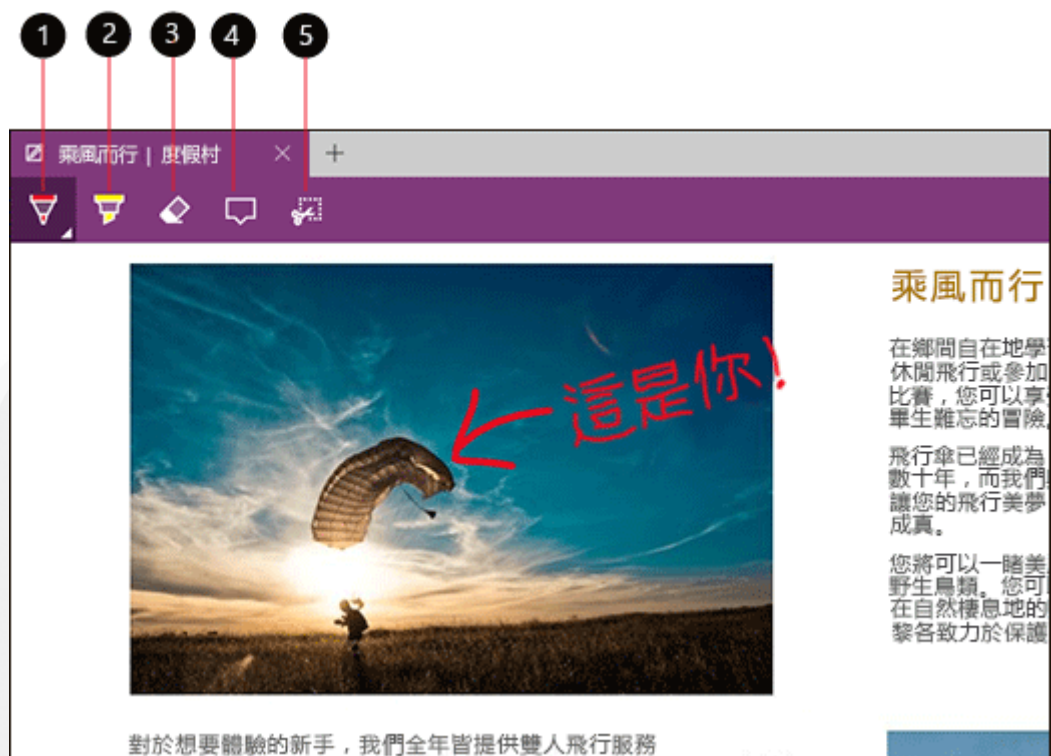 1 2 3 4 5
乘風而行 | 度假村
這是你!
乘風而行
在鄉間自在地學
休閒飛行或參加
比賽，您可以享
畢生難忘的冒險
飛行傘已經成為
數十年，而我們
讓您的飛行美夢
成真。
您將可以一睹美
野生鳥類。您可
在自然棲息地的
黎各致力於保護
對於想要體驗的新手，我們全年皆提供雙人飛行服務